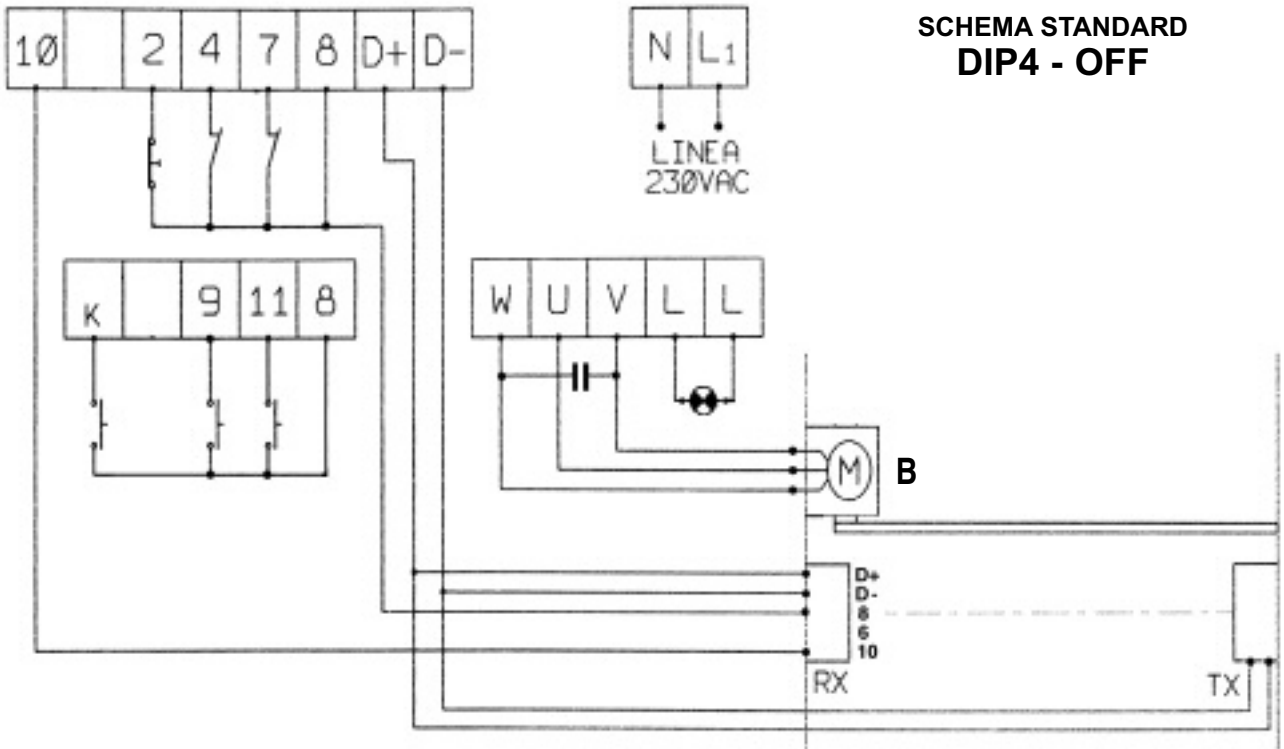 SCHEMA STANDARD
DIP4 - OFF
10 2 4 7 8 D+ D-
N L1
LINEA
230VAC
K 9 11 8
W U V L L
M
B
D+
D-
8
6
10
RX
TX